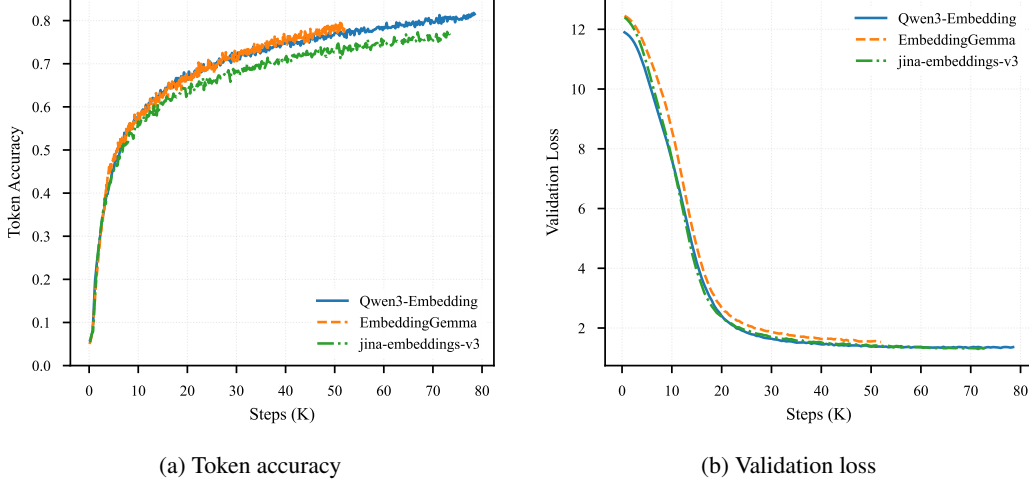 0.8
0.7
0.6
0.5
0.4
0.3
0.2
0.1
0.0
Token Accuracy
Qwen3-Embedding
EmbeddingGemma
jina-embeddings-v3
0 10 20 30 40 50 60 70 80
Steps (K)
(a) Token accuracy
12
10
8
6
4
2
Validation Loss
Qwen3-Embedding
EmbeddingGemma
jina-embeddings-v3
0 10 20 30 40 50 60 70 80
Steps (K)
(b) Validation loss